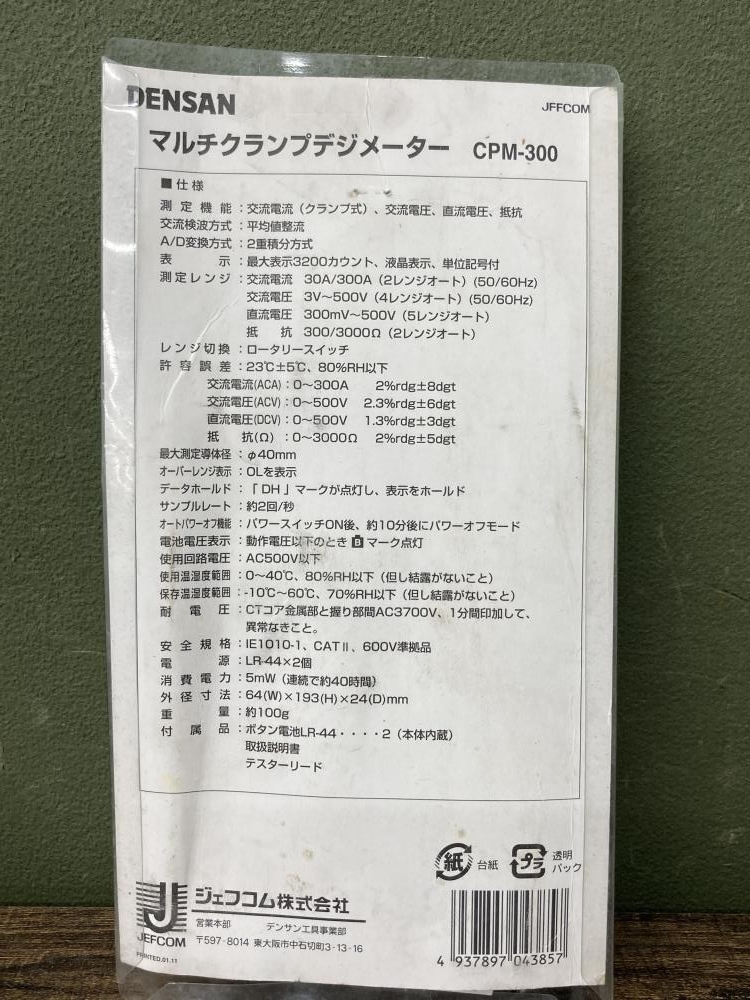 DENSAN
JEFCOM
マルチクランプデジメーター CPM-300
■仕様
測定機能：交流電流（クランプ式）、交流電圧、直流電圧、抵抗
交流検波方式：平均値整流
A/D変換方式：2重積分方式
表示：最大表示3200カウント、液晶表示、単位記号付
測定レンジ：交流電流 30A/300A（2レンジオート）(50/60Hz)
交流電圧 3V～500V（4レンジオート）(50/60Hz)
直流電圧 300mV～500V（5レンジオート）
抵抗 300/3000Ω（2レンジオート）
レンジ切換：ロータリースイッチ
許容誤差：23℃±5℃、80%RH以下
交流電流(ACA)：0～300A 2%rdg±8dgt
交流電圧(ACV)：0～500V 2.3%rdg±6dgt
直流電圧(DCV)：0～500V 1.3%rdg±3dgt
抵抗(Ω)：0～3000Ω 2%rdg±5dgt
最大測定導体径：φ40mm
オーバーレンジ表示：OLを表示
データホールド：「DH」マークが点灯し、表示をホールド
サンプルレート：約2回/秒
オートパワーオフ機能：パワースイッチON後、約10分後にパワーオフモード
電池電圧表示：動作電圧以下のとき B マーク点灯
使用回路電圧：AC500V以下
使用温湿度範囲：0～40℃、80%RH以下（但し結露がないこと）
保存温湿度範囲：-10℃～60℃、70%RH以下（但し結露がないこと）
耐電圧：CTコア金属部と握り部間AC3700V、1分間印加して、
異常なきこと。
安全規格：IE1010-1、CATⅡ、600V準拠品
電源：LR-44×2個
消費電力：5mW（連続で約40時間）
外径寸法：64(W)×193(H)×24(D)mm
重量：約100g
付属品：ボタン電池LR-44・・・・2（本体内蔵）
取扱説明書
テスターリード
紙 台紙
プラ 透明パック
J
JEFCOM
ジェフコム株式会社
営業本部 デンサン工具事業部
〒597-8014 東大阪市中石切町3-13-16
PRINTED.01.11
4 937897 043857